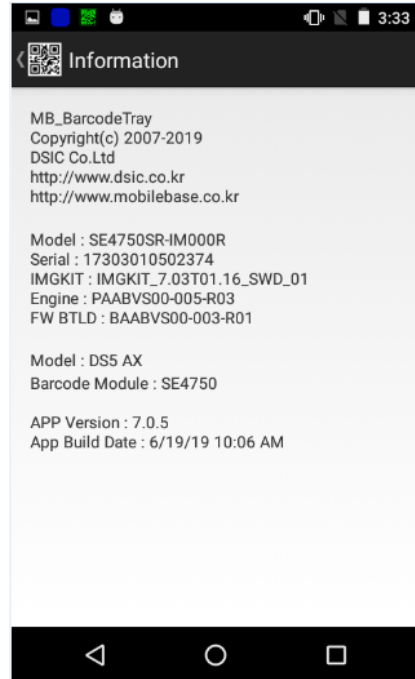 3:33
Information
MB_BarcodeTray
Copyright(c) 2007-2019
DSIC Co.Ltd
http://www.dsic.co.kr
http://www.mobilebase.co.kr
Model : SE4750SR-IM000R
Serial : 17303010502374
IMGKIT : IMGKIT_7.03T01.16_SWD_01
Engine : PAABVS00-005-R03
FW BTLD : BAABVS00-003-R01
Model : DS5 AX
Barcode Module : SE4750
APP Version : 7.0.5
App Build Date : 6/19/19 10:06 AM